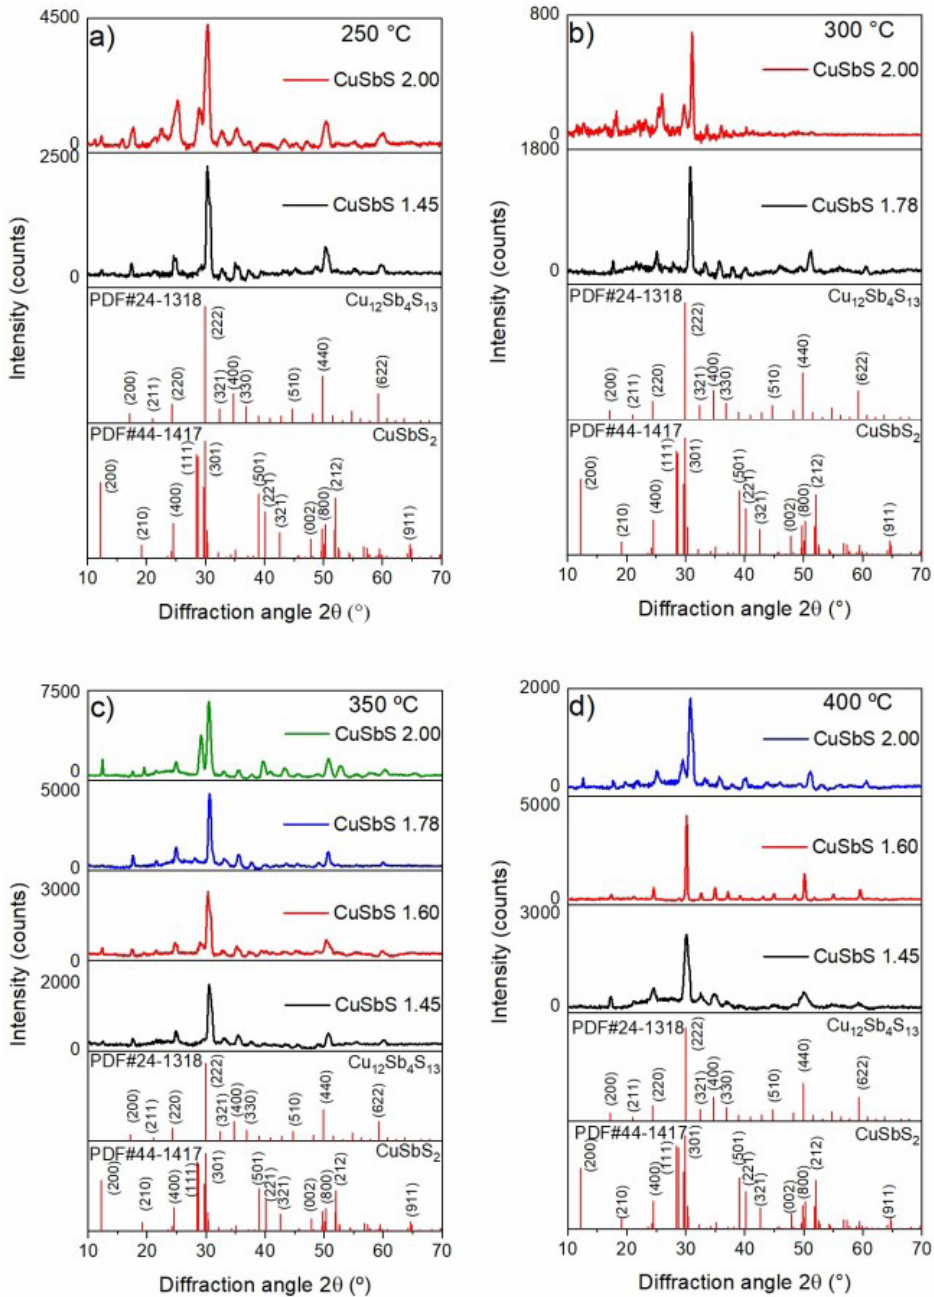 a)
250 °C
4500
CuSbS 2.00
0
2500
CuSbS 1.45
0
PDF#24-1318
Cu12Sb4S13
(200)
(211)
(220)
(222)
(321)
(400)
(330)
(510)
(440)
(622)
PDF#44-1417
CuSbS2
(200)
(210)
(400)
(111)
(301)
(501)
(221)
(321)
(002)
(800)
(212)
(911)
10 20 30 40 50 60 70
Diffraction angle 2θ (°)
Intensity (counts)
b)
300 °C
800
CuSbS 2.00
0
1800
CuSbS 1.78
0
PDF#24-1318
Cu12Sb4S13
(200)
(211)
(220)
(222)
(321)
(400)
(330)
(510)
(440)
(622)
PDF#44-1417
CuSbS2
(200)
(210)
(400)
(111)
(301)
(501)
(221)
(321)
(002)
(800)
(212)
(911)
10 20 30 40 50 60 70
Diffraction angle 2θ (°)
Intensity (counts)
c)
350 ºC
7500
CuSbS 2.00
0
5000
CuSbS 1.78
0
3000
CuSbS 1.60
0
2000
CuSbS 1.45
0
PDF#24-1318
Cu12Sb4S13
(200)
(211)
(220)
(222)
(321)
(400)
(330)
(510)
(440)
(622)
PDF#44-1417
CuSbS2
(200)
(210)
(400)
(111)
(301)
(501)
(221)
(321)
(002)
(800)
(212)
(911)
10 20 30 40 50 60 70
Diffraction angle 2θ (º)
Intensity (counts)
d)
400 ºC
2000
CuSbS 2.00
0
5000
CuSbS 1.60
0
3000
CuSbS 1.45
0
PDF#24-1318
Cu12Sb4S13
(200)
(211)
(220)
(222)
(321)
(400)
(330)
(510)
(440)
(622)
PDF#44-1417
CuSbS2
(200)
(210)
(400)
(111)
(301)
(501)
(221)
(321)
(002)
(800)
(212)
(911)
10 20 30 40 50 60 70
Diffraction angle 2θ (°)
Intensity (counts)